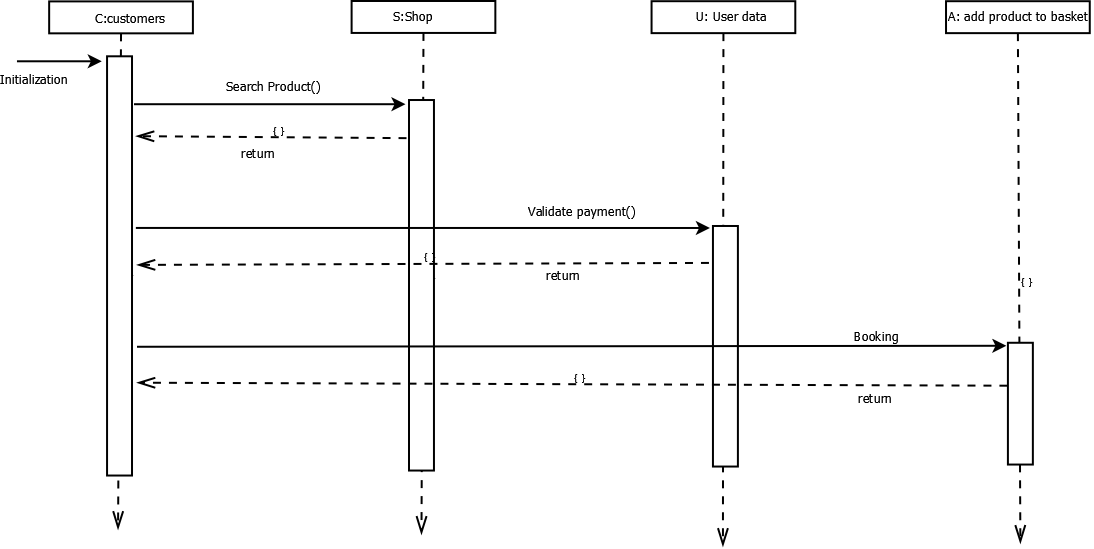 C:customers
S:Shop
U: User data
A: add product to basket
Initialization
Search Product()
{ }
return
Validate payment()
{ }
return
{ }
Booking
{ }
return